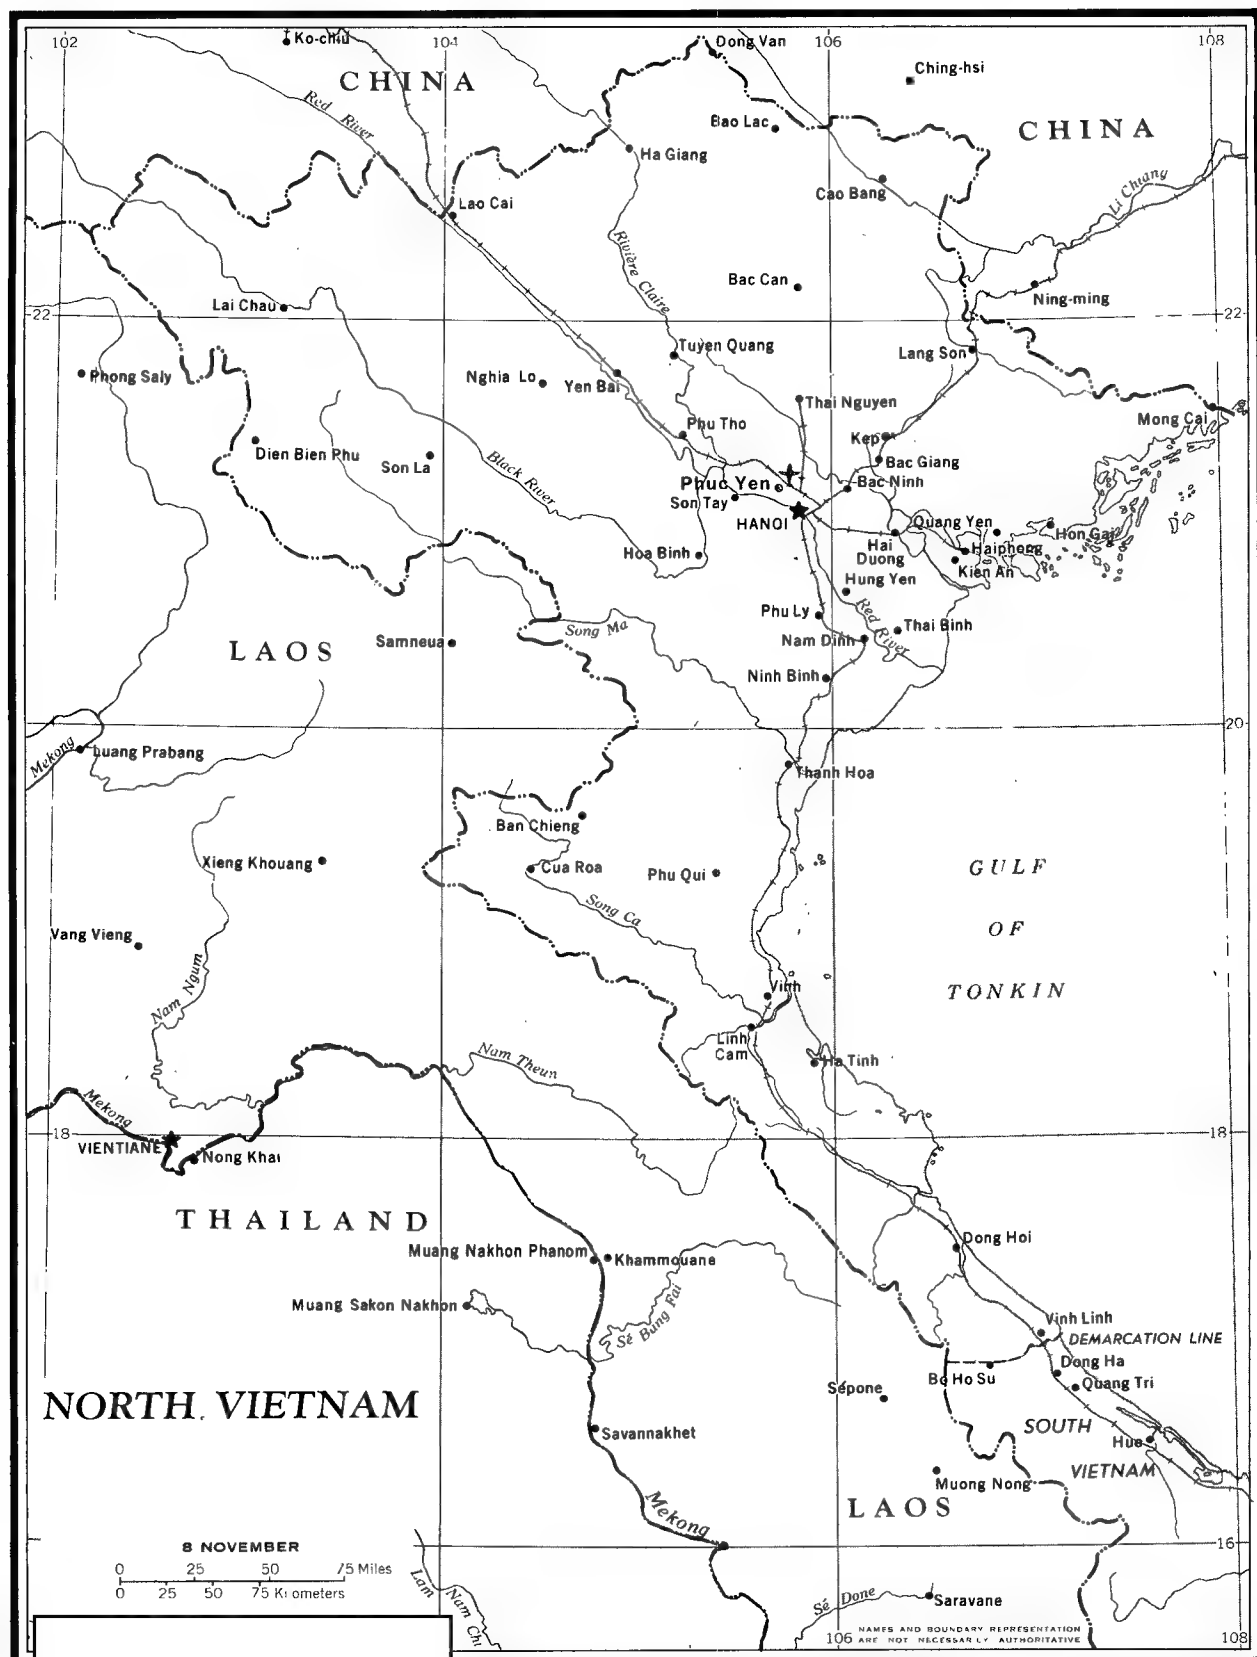 102
104
106
108
Ko-chiu
Dong Van
CHINA
Ching-hsi
Red River
Bao Lac
CHINA
Ha Giang
Li Chiang
Cao Bang
Lao Cai
Rivière Claire
Bac Can
Ning-ming
Lai Chau
22
22
Tuyen Quang
Lang Son
Phong Saly
Nghia Lo
Yen Bai
Thai Nguyen
Mong Cai
Phu Tho
Kep
Dien Bien Phu
Son La
Black River
Bac Giang
Phuc Yen
Bac Ninh
Son Tay
HANOI
Quang Yen
Hon Gai
Hai
Duong
Haiphong
Hoa Binh
Kien An
Hung Yen
Phu Ly
Red River
Thai Binh
Song Ma
Nam Dinh
Samneua
LAOS
Ninh Binh
20
Mekong
Luang Prabang
Thanh Hoa
Ban Chieng
Xieng Khouang
Cua Roa
Phu Qui
GULF
OF
TONKIN
Song Ca
Vang Vieng
Nam Ngum
Vinh
Linh
Cam
Nam Theun
Ha Tinh
Mekong
18
18
VIENTIANE
Nong Khai
THAILAND
Dong Hoi
Muang Nakhon Phanom
Khammouane
Muang Sakon Nakhon
Sé Bung Fai
Vinh Linh
DEMARCATION LINE
Dong Ha
Bo Ho Su
Quang Tri
Sépone
NORTH VIETNAM
Savannakhet
SOUTH
VIETNAM
Hue
Muong Nong
LAOS
Mekong
8 NOVEMBER
0 25 50 75 Miles
0 25 50 75 Kilometers
16
Lam
Nam Chi
Sé Done
Saravane
NAMES AND BOUNDARY REPRESENTATION
ARE NOT NECESSARILY AUTHORITATIVE
106
108